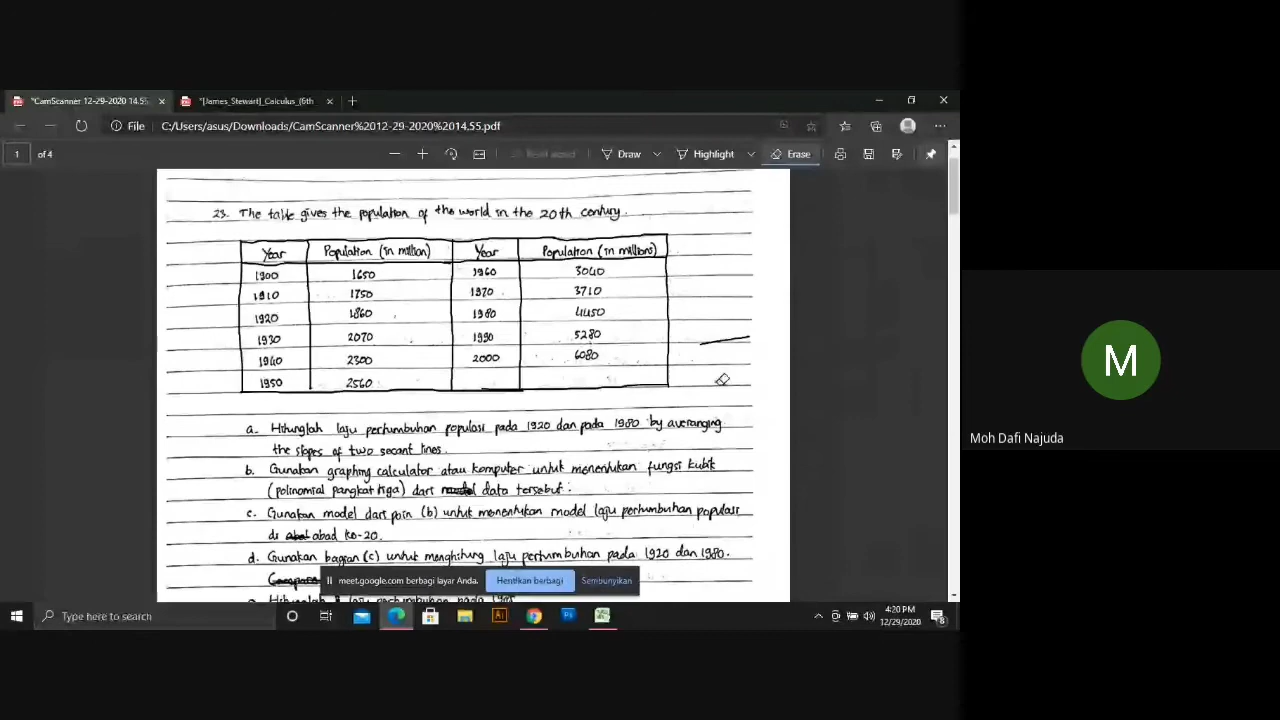 *CamScanner 12-29-2020 14.55.
*[James_Stewart]_Calculus_(6th
File C:/Users/asus/Downloads/CamScanner%2012-29-2020%2014.55.pdf
1 of 4 Draw Highlight Erase
23. The table gives the population of the world in the 20th century.
Year Population (in million) Year Population (in millions)
1900 1650 1960 3040
1910 1750 1970 3710
1920 1860 1980 4450
1930 2070 1990 5280
1940 2300 2000 6080
1950 2560
a. Hitunglah laju pertumbuhan populasi pada 1920 dan pada 1980 by averanging
the slopes of two secant lines.
b. Gunakan graphing calculator atau komputer untuk menentukan fungsi kubik
(polinomial pangkat tiga) dari data tersebut.
c. Gunakan model dari poin (b) untuk menentukan model laju pertumbuhan populasi
di abad ke-20.
d. Gunakan bagian (c) untuk menghitung laju pertumbuhan pada 1920 dan 1980.
meet.google.com berbagi layar Anda. Hentikan berbagi Sembunyikan
laju pertumbuhan pada
Type here to search
4:20 PM
12/29/2020
8
M
Moh Dafi Najuda